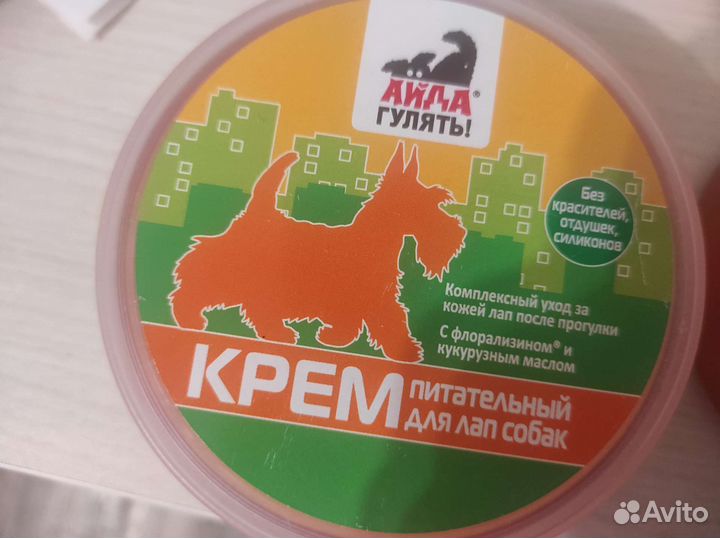 АЙДА®
ГУЛЯТЬ!
Без
красителей,
отдушек,
силиконов
Комплексный уход за
кожей лап после прогулки
С флорализином® и
кукурузным маслом
КРЕМ
питательный
для лап собак
Avito